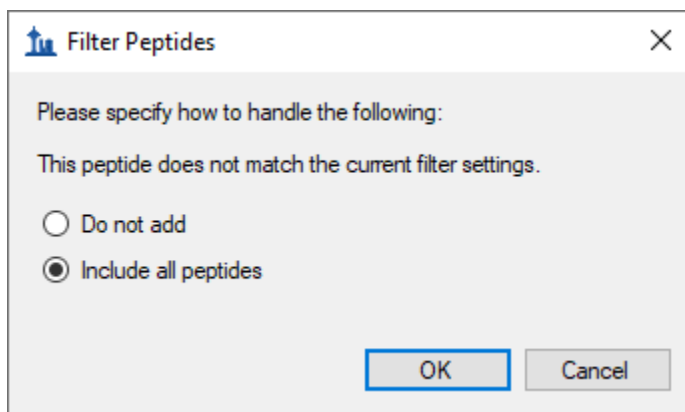 Filter Peptides
Please specify how to handle the following:
This peptide does not match the current filter settings.
Do not add
Include all peptides
OK Cancel